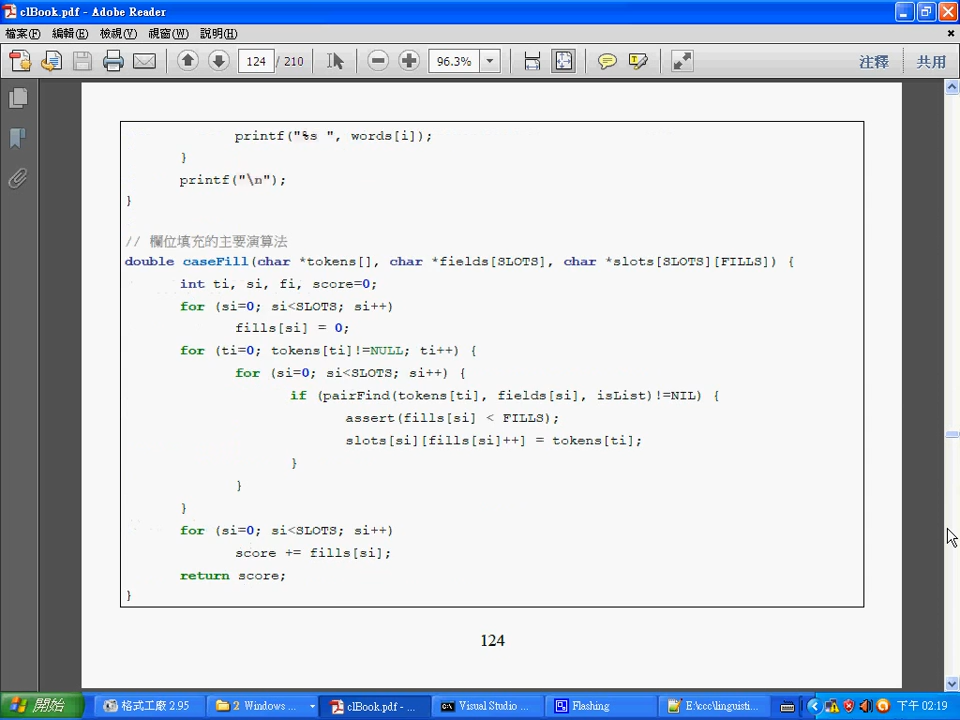 clBook.pdf - Adobe Reader
檔案(F) 編輯(E) 檢視(V) 視窗(W) 說明(H)
124 / 210 96.3% 注釋 共用
printf("%s ", words[i]);
}
printf("\n");
}
// 欄位填充的主要演算法
double caseFill(char *tokens[], char *fields[SLOTS], char *slots[SLOTS][FILLS]) {
int ti, si, fi, score=0;
for (si=0; si<SLOTS; si++)
fills[si] = 0;
for (ti=0; tokens[ti]!=NULL; ti++) {
for (si=0; si<SLOTS; si++) {
if (pairFind(tokens[ti], fields[si], isList)!=NIL) {
assert(fills[si] < FILLS);
slots[si][fills[si]++] = tokens[ti];
}
}
}
for (si=0; si<SLOTS; si++)
score += fills[si];
return score;
}
124
開始 格式工廠 2.95 2 Windows ... clBook.pdf - ... Visual Studio ... Flashing E:\ccc\linguisti... 下午 02:19